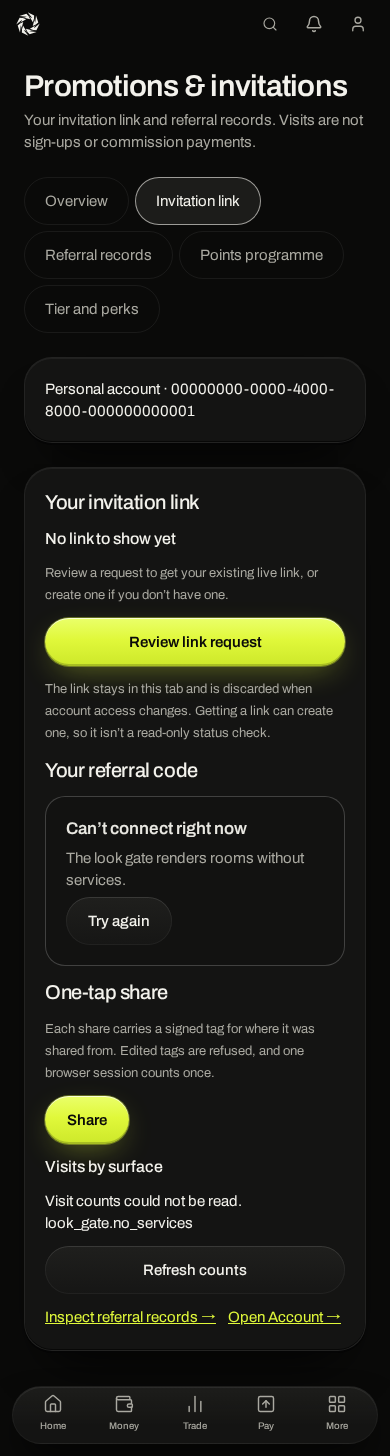 Promotions & invitations
Your invitation link and referral records. Visits are not
sign-ups or commission payments.
Overview
Invitation link
Referral records
Points programme
Tier and perks
Personal account · 00000000-0000-4000-
8000-000000000001
Your invitation link
No link to show yet
Review a request to get your existing live link, or
create one if you don’t have one.
Review link request
The link stays in this tab and is discarded when
account access changes. Getting a link can create
one, so it isn’t a read-only status check.
Your referral code
Can’t connect right now
The look gate renders rooms without
services.
Try again
One-tap share
Each share carries a signed tag for where it was
shared from. Edited tags are refused, and one
browser session counts once.
Share
Visits by surface
Visit counts could not be read.
look_gate.no_services
Refresh counts
Inspect referral records → Open Account →
Home Money Trade Pay More